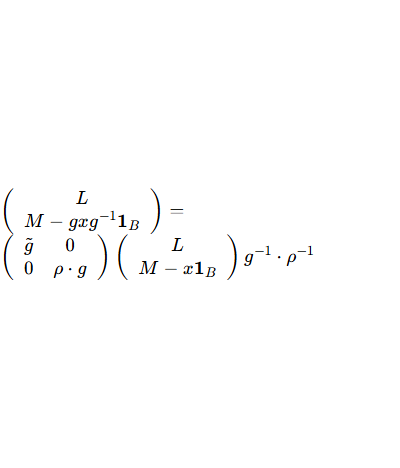 ( L
M − gxg⁻¹𝟏_B ) =
( g̃ 0
0 ρ · g ) ( L
M − x𝟏_B ) g⁻¹ · ρ⁻¹